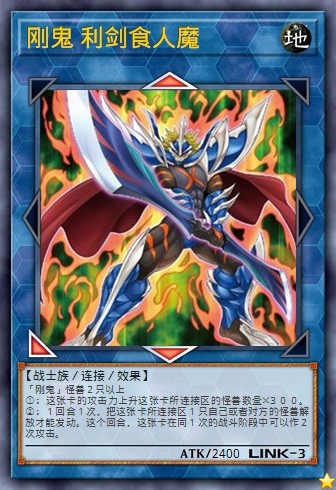 刚鬼 利剑食人魔
地
【战士族／连接／效果】
「刚鬼」怪兽２只以上
①：这张卡的攻击力上升这张卡所连接区的怪兽数量×３００。
②：１回合１次，把这张卡所连接区１只自己或者对方的怪兽解
放才能发动。这个回合，这张卡在同１次的战斗阶段中可以作２
次攻击。
ATK/2400 LINK-3